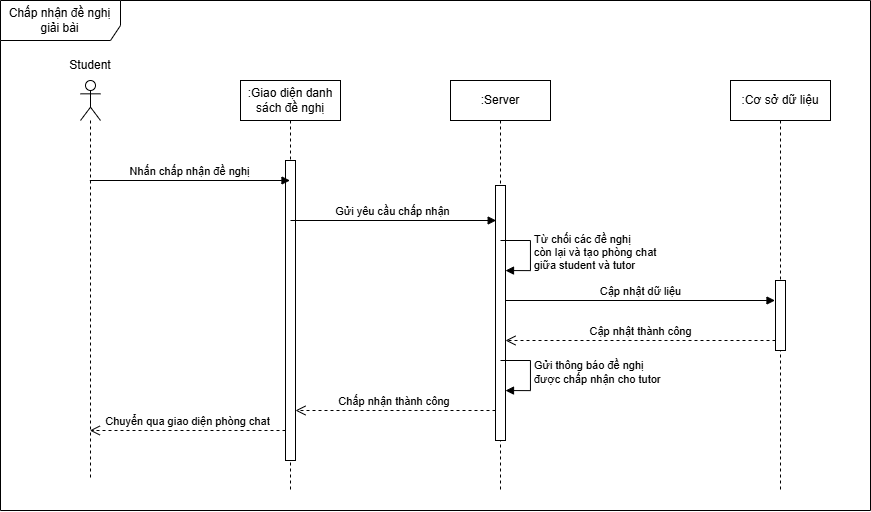 Chấp nhận đề nghị
giải bài
Student
:Giao diện danh
sách đề nghị
:Server
:Cơ sở dữ liệu
Nhấn chấp nhận đề nghị
Gửi yêu cầu chấp nhận
Từ chối các đề nghị
còn lại và tạo phòng chat
giữa student và tutor
Cập nhật dữ liệu
Cập nhật thành công
Gửi thông báo đề nghị
được chấp nhận cho tutor
Chấp nhận thành công
Chuyển qua giao diện phòng chat